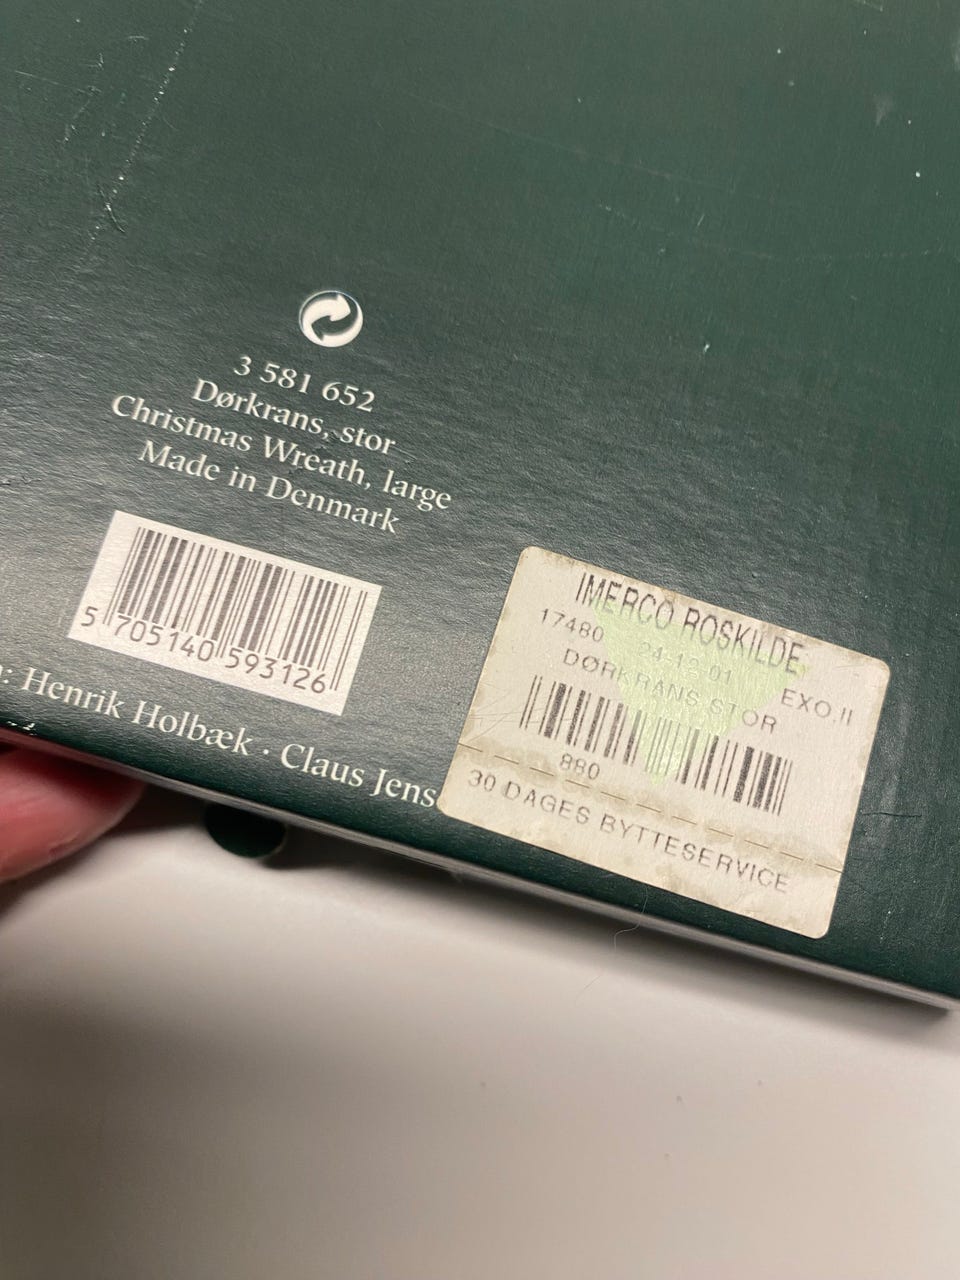 3 581 652
Dørkrans, stor
Christmas Wreath, large
Made in Denmark
5 705140 593126
: Henrik Holbæk · Claus Jens
IMERCO ROSKILDE
17480 24-12-01 EXO.II
DØRKRANS STOR
880
30 DAGES BYTTESERVICE